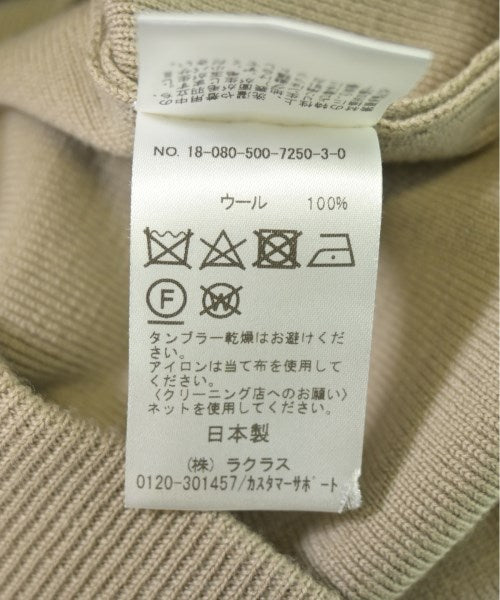 NO. 18-080-500-7250-3-0
ウール 100%
F
W
タンブラー乾燥はお避けくだ
さい。
アイロンは当て布を使用して
ください。
〈クリーニング店へのお願い〉
ネットを使用してください。
日本製
(株) ラクラス
0120-301457/カスタマーサポート